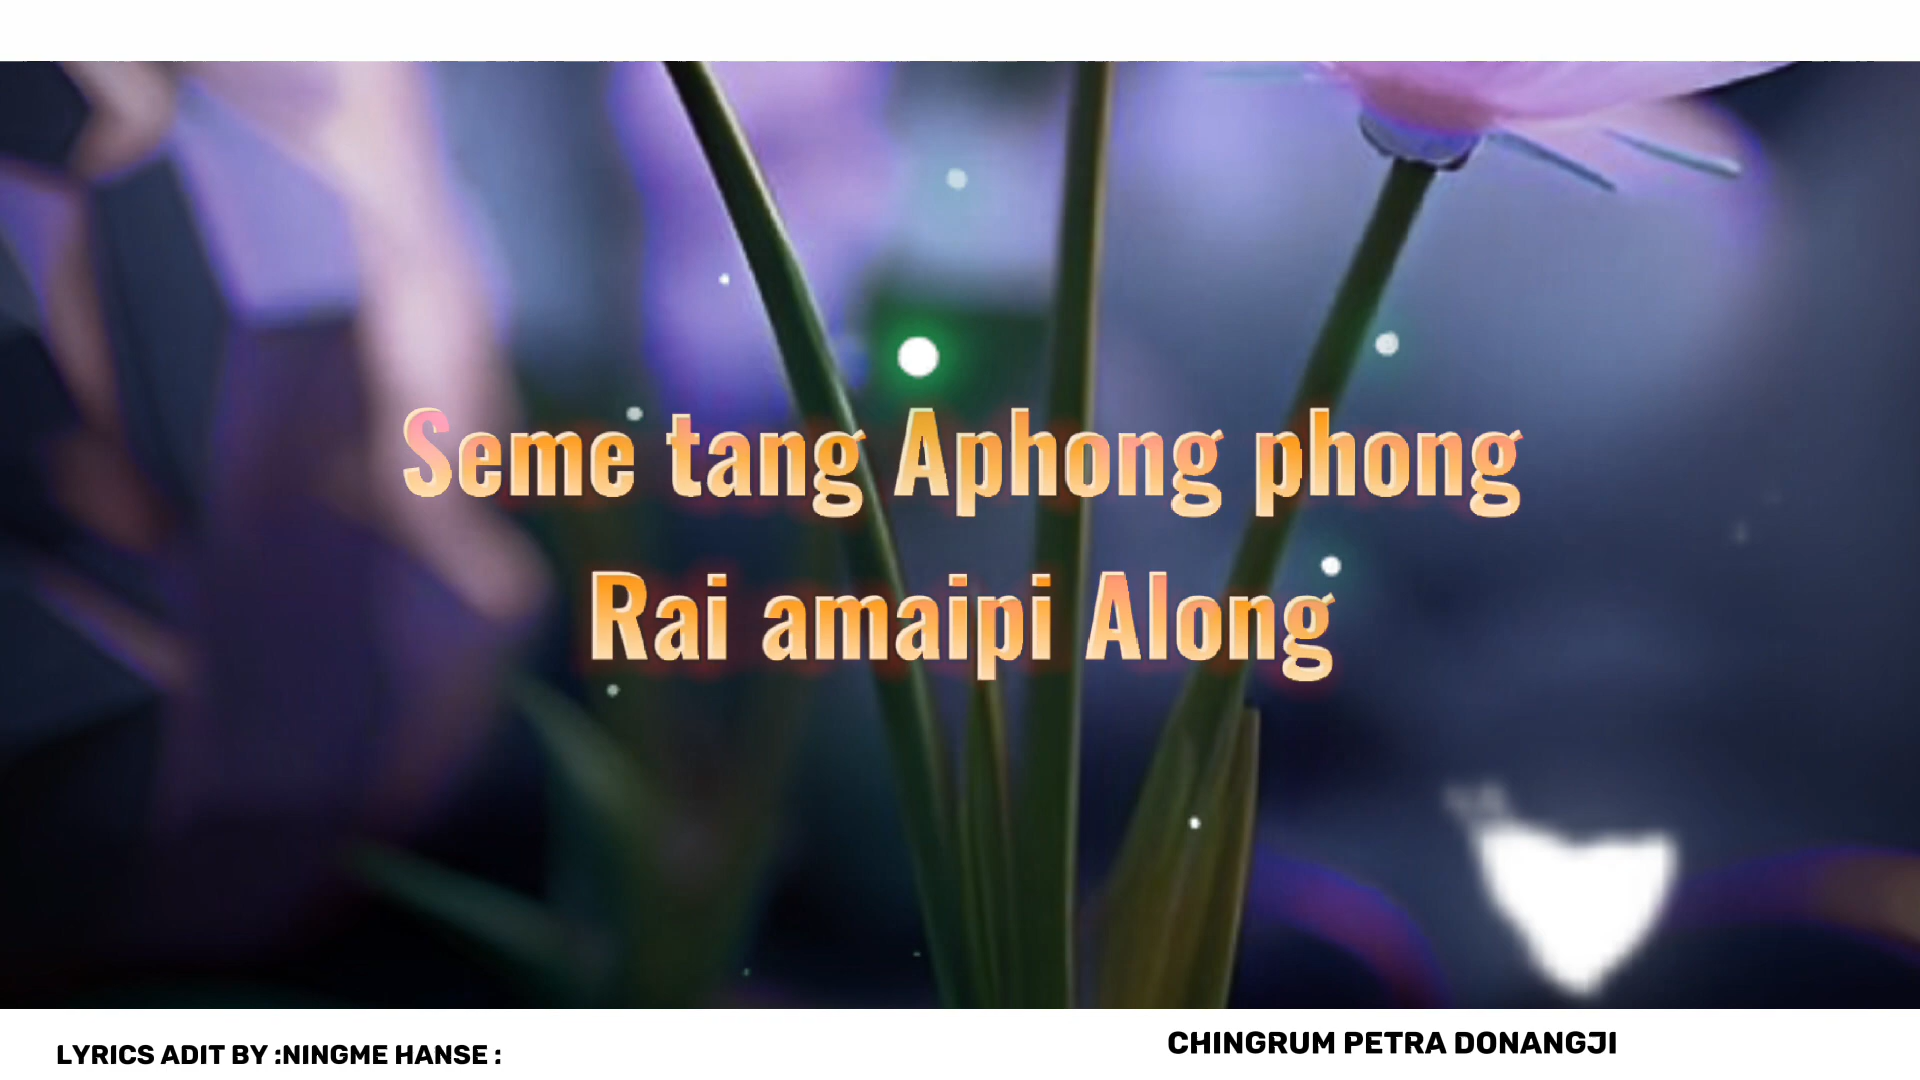 Seme tang Aphong phong
Rai amaipi Along
LYRICS ADIT BY :NINGME HANSE :
CHINGRUM PETRA DONANGJI